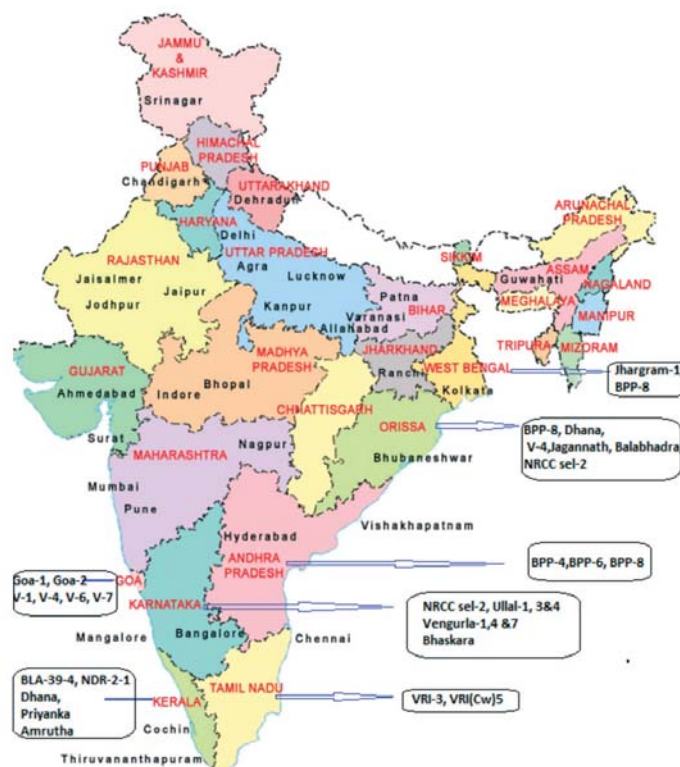 JAMMU
&
KASHMIR
Srinagar
HIMACHAL
PRADESH
PUNJAB
Chandigarh
UTTARAKHAND
Dehradun
HARYANA
Delhi
ARUNACHAL
PRADESH
RAJASTHAN
UTTAR PRADESH
Agra
Lucknow
SIKKIM
ASSAM
Guwahati
NAGALAND
Jaisalmer
Jaipur
Jodhpur
Kanpur
Patna
Varanasi
BIHAR
MEGHALAYA
MANIPUR
Allahabad
TRIPURA
MIZORAM
GUJARAT
Ahmedabad
MADHYA
PRADESH
Bhopal
Indore
JHARKHAND
Ranchi
WEST BENGAL
Kolkata
Jhargram-1
BPP-8
CHHATTISGARH
Surat
Nagpur
MAHARASHTRA
ORISSA
Bhubaneshwar
BPP-8, Dhana,
V-4,Jagannath, Balabhadra,
NRCC sel-2
Mumbai
Pune
Hyderabad
Vishakhapatnam
ANDHRA
PRADESH
BPP-4,BPP-6, BPP-8
Goa-1, Goa-2
V-1, V-4, V-6, V-7
GOA
KARNATAKA
NRCC sel-2, Ullal-1, 3&4
Vengurla-1,4 &7
Bhaskara
Mangalore
Bangalore
Chennai
BLA-39-4, NDR-2-1
Dhana,
Priyanka
Amrutha
KERALA
TAMIL NADU
VRI-3, VRI(Cw)5
Cochin
Thiruvananthapuram